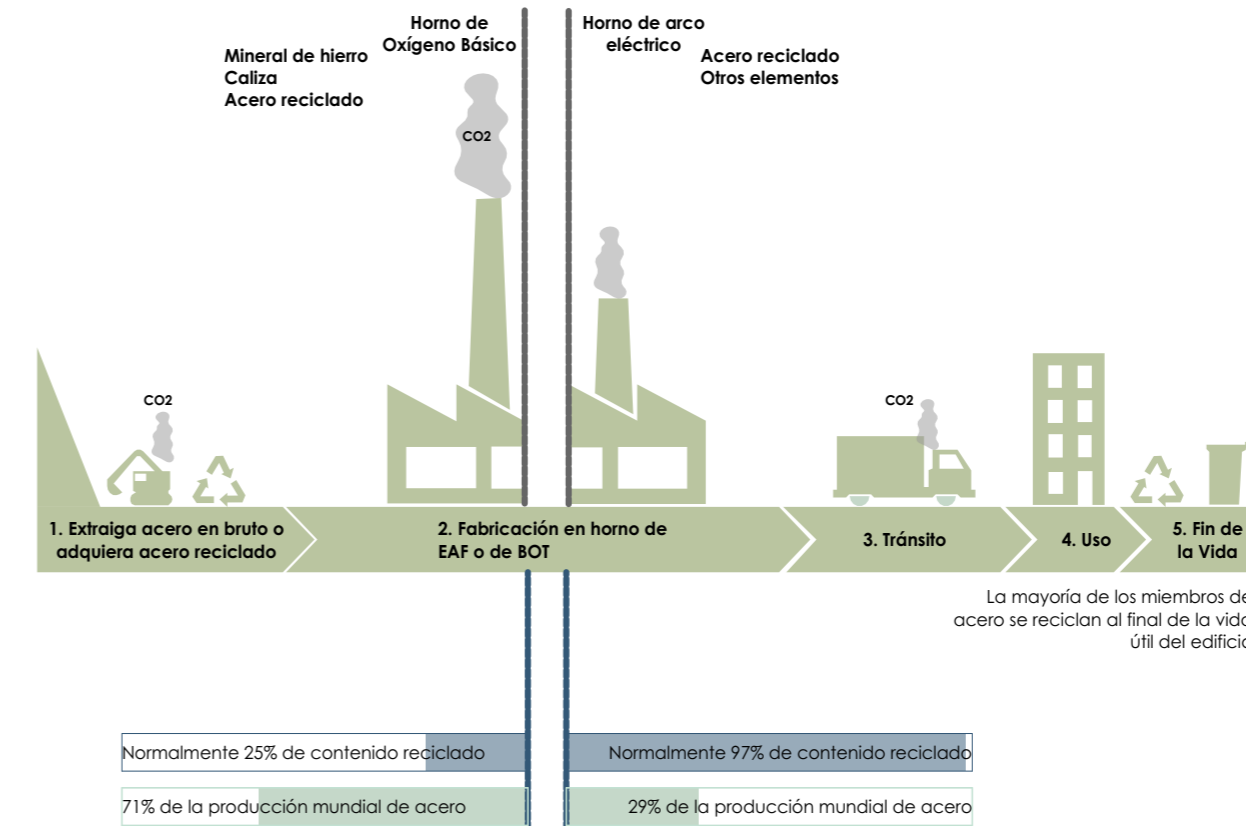 Horno de
Oxígeno Básico
Horno de arco
eléctrico
Mineral de hierro
Caliza
Acero reciclado
Acero reciclado
Otros elementos
CO2
CO2
CO2
1. Extraiga acero en bruto o
adquiera acero reciclado
2. Fabricación en horno de
EAF o de BOT
3. Tránsito
4. Uso
5. Fin de
la Vida
La mayoría de los miembros de
acero se reciclan al final de la vida
útil del edificio
Normalmente 25% de contenido reciclado
Normalmente 97% de contenido reciclado
71% de la producción mundial de acero
29% de la producción mundial de acero